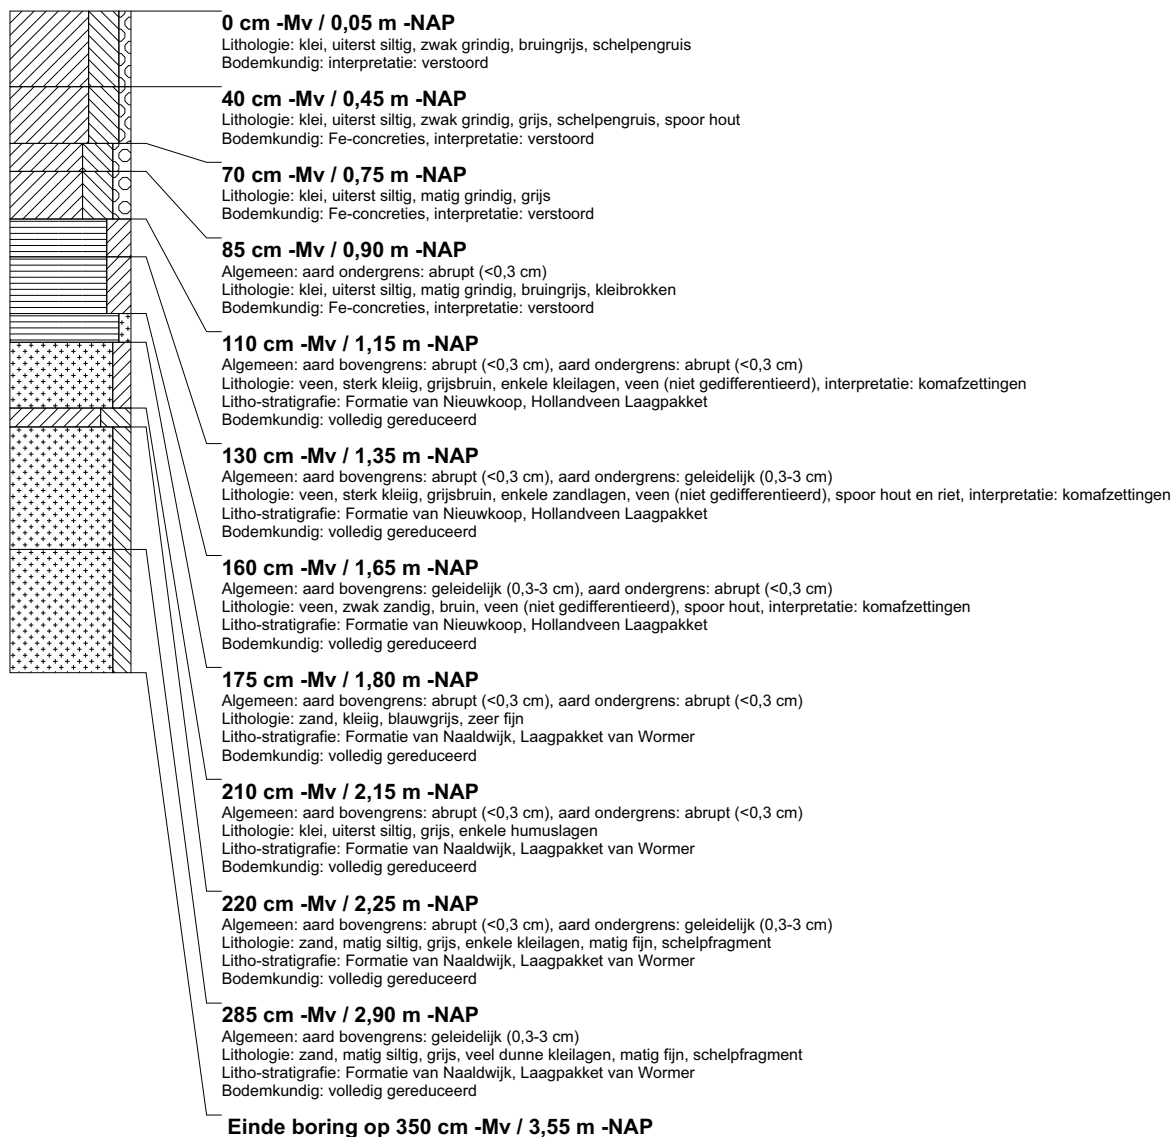 0 cm -Mv / 0,05 m -NAP
Lithologie: klei, uiterst siltig, zwak grindig, bruingrijs, schelpengruis
Bodemkundig: interpretatie: verstoord
40 cm -Mv / 0,45 m -NAP
Lithologie: klei, uiterst siltig, zwak grindig, grijs, schelpengruis, spoor hout
Bodemkundig: Fe-concreties, interpretatie: verstoord
70 cm -Mv / 0,75 m -NAP
Lithologie: klei, uiterst siltig, matig grindig, grijs
Bodemkundig: Fe-concreties, interpretatie: verstoord
85 cm -Mv / 0,90 m -NAP
Algemeen: aard ondergrens: abrupt (<0,3 cm)
Lithologie: klei, uiterst siltig, matig grindig, bruingrijs, kleibrokken
Bodemkundig: Fe-concreties, interpretatie: verstoord
110 cm -Mv / 1,15 m -NAP
Algemeen: aard bovengrens: abrupt (<0,3 cm), aard ondergrens: abrupt (<0,3 cm)
Lithologie: veen, sterk kleiig, grijsbruin, enkele kleilagen, veen (niet gedifferentieerd), interpretatie: komafzettingen
Litho-stratigrafie: Formatie van Nieuwkoop, Hollandveen Laagpakket
Bodemkundig: volledig gereduceerd
130 cm -Mv / 1,35 m -NAP
Algemeen: aard bovengrens: abrupt (<0,3 cm), aard ondergrens: geleidelijk (0,3-3 cm)
Lithologie: veen, sterk kleiig, grijsbruin, enkele zandlagen, veen (niet gedifferentieerd), spoor hout en riet, interpretatie: komafzettingen
Litho-stratigrafie: Formatie van Nieuwkoop, Hollandveen Laagpakket
Bodemkundig: volledig gereduceerd
160 cm -Mv / 1,65 m -NAP
Algemeen: aard bovengrens: geleidelijk (0,3-3 cm), aard ondergrens: abrupt (<0,3 cm)
Lithologie: veen, zwak zandig, bruin, veen (niet gedifferentieerd), spoor hout, interpretatie: komafzettingen
Litho-stratigrafie: Formatie van Nieuwkoop, Hollandveen Laagpakket
Bodemkundig: volledig gereduceerd
175 cm -Mv / 1,80 m -NAP
Algemeen: aard bovengrens: abrupt (<0,3 cm), aard ondergrens: abrupt (<0,3 cm)
Lithologie: zand, kleiig, blauwgrijs, zeer fijn
Litho-stratigrafie: Formatie van Naaldwijk, Laagpakket van Wormer
Bodemkundig: volledig gereduceerd
210 cm -Mv / 2,15 m -NAP
Algemeen: aard bovengrens: abrupt (<0,3 cm), aard ondergrens: abrupt (<0,3 cm)
Lithologie: klei, uiterst siltig, grijs, enkele humuslagen
Litho-stratigrafie: Formatie van Naaldwijk, Laagpakket van Wormer
Bodemkundig: volledig gereduceerd
220 cm -Mv / 2,25 m -NAP
Algemeen: aard bovengrens: abrupt (<0,3 cm), aard ondergrens: geleidelijk (0,3-3 cm)
Lithologie: zand, matig siltig, grijs, enkele kleilagen, matig fijn, schelpfragment
Litho-stratigrafie: Formatie van Naaldwijk, Laagpakket van Wormer
Bodemkundig: volledig gereduceerd
285 cm -Mv / 2,90 m -NAP
Algemeen: aard bovengrens: geleidelijk (0,3-3 cm)
Lithologie: zand, matig siltig, grijs, veel dunne kleilagen, matig fijn, schelpfragment
Litho-stratigrafie: Formatie van Naaldwijk, Laagpakket van Wormer
Bodemkundig: volledig gereduceerd
Einde boring op 350 cm -Mv / 3,55 m -NAP